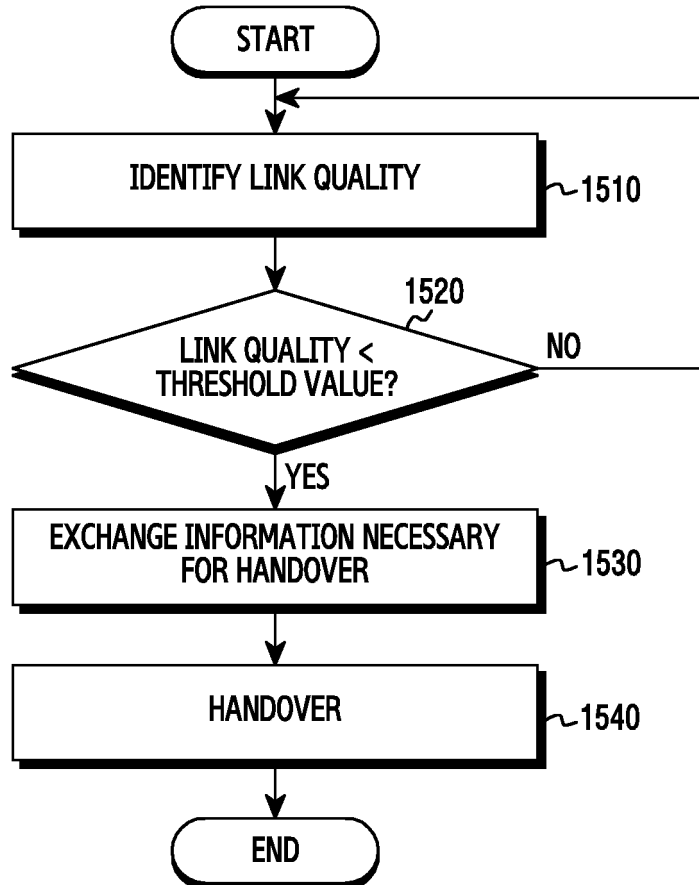 START
IDENTIFY LINK QUALITY
1510
1520
LINK QUALITY <
THRESHOLD VALUE?
NO
YES
EXCHANGE INFORMATION NECESSARY
FOR HANDOVER
1530
HANDOVER
1540
END